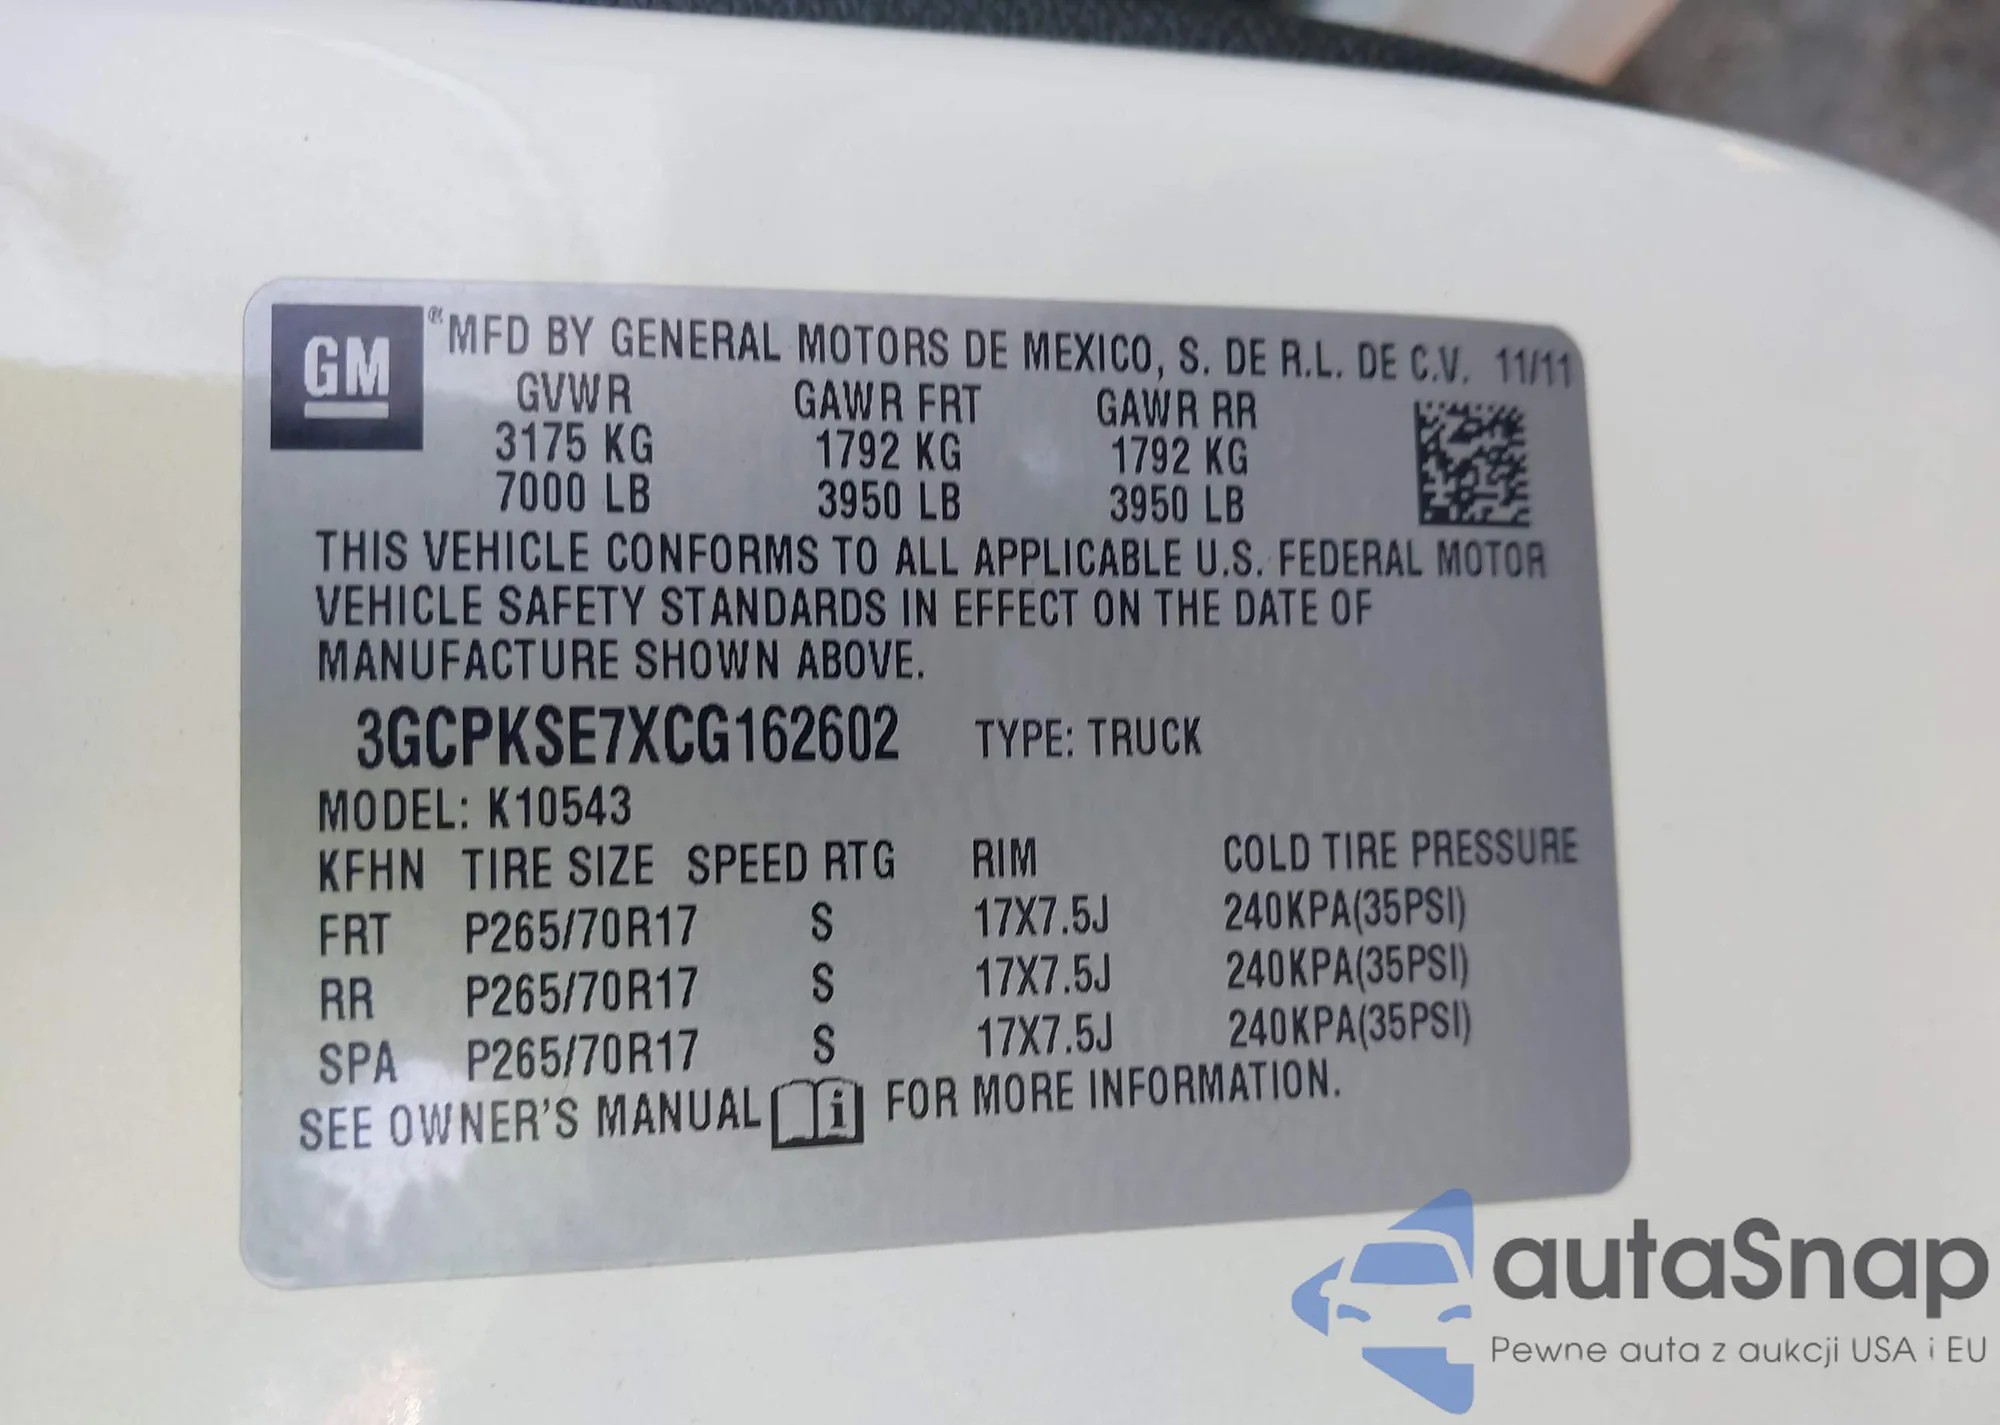 GM
® MFD BY GENERAL MOTORS DE MEXICO, S. DE R.L. DE C.V. 11/11
GVWR GAWR FRT GAWR RR
3175 KG 1792 KG 1792 KG
7000 LB 3950 LB 3950 LB
THIS VEHICLE CONFORMS TO ALL APPLICABLE U.S. FEDERAL MOTOR
VEHICLE SAFETY STANDARDS IN EFFECT ON THE DATE OF
MANUFACTURE SHOWN ABOVE.
3GCPKSE7XCG162602 TYPE: TRUCK
MODEL: K10543
KFHN TIRE SIZE SPEED RTG RIM COLD TIRE PRESSURE
FRT P265/70R17 S 17X7.5J 240KPA(35PSI)
RR P265/70R17 S 17X7.5J 240KPA(35PSI)
SPA P265/70R17 S 17X7.5J 240KPA(35PSI)
SEE OWNER'S MANUAL i FOR MORE INFORMATION.
autaSnap
Pewne auta z aukcji USA i EU